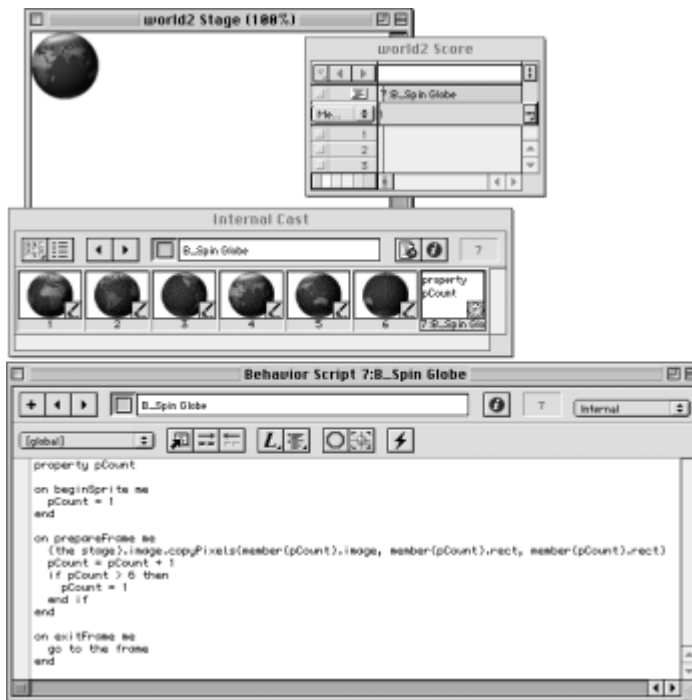 world2 Stage (100%)
world2 Score
7:B_Spin Globe
Me..
1
2
3
Internal Cast
B_Spin Globe
7
property
pCount
1
2
3
4
5
6
7:B_Spin Glo
Behavior Script 7:B_Spin Globe
B_Spin Globe
7
Internal
[global]
property pCount
on beginSprite me
pCount = 1
end
on prepareFrame me
(the stage).image.copyPixels(member(pCount).image, member(pCount).rect, member(pCount).rect)
pCount = pCount + 1
if pCount > 6 then
pCount = 1
end if
end
on exitFrame me
go to the frame
end